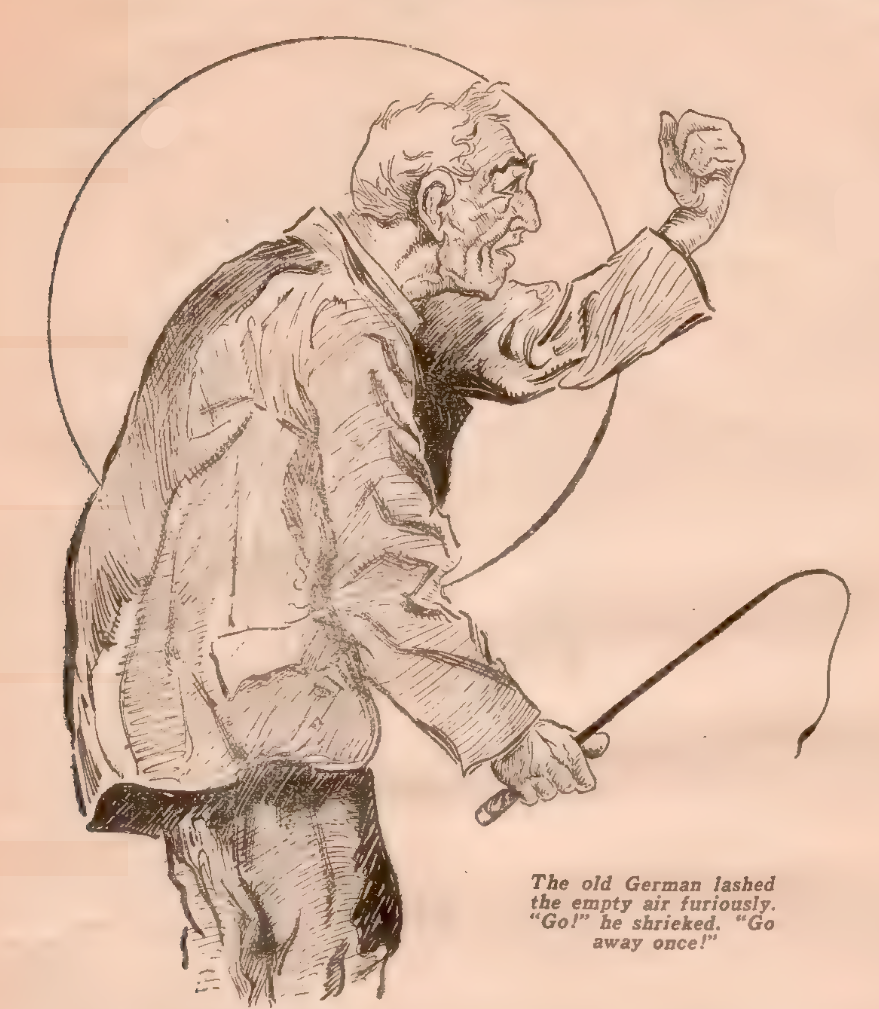 The old German lashed
the empty air furiously.
“Go!” he shrieked. “Go
away once!”